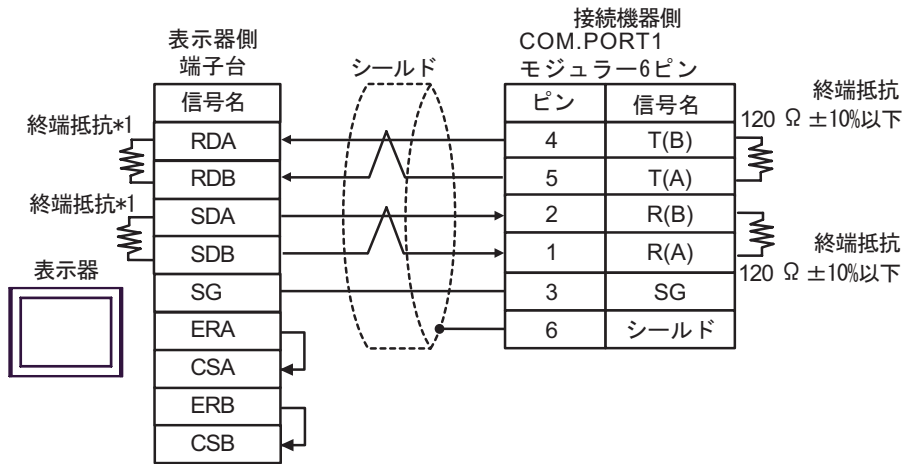 接続機器側
表示器側
COM.PORT1
端子台
シールド
モジュラー6ピン
信号名
ピン
信号名
終端抵抗
120 Ω ±10%以下
終端抵抗*1
RDA
4
T(B)
RDB
5
T(A)
終端抵抗*1
SDA
2
R(B)
SDB
1
R(A)
終端抵抗
120 Ω ±10%以下
表示器
SG
3
SG
ERA
6
シールド
CSA
ERB
CSB